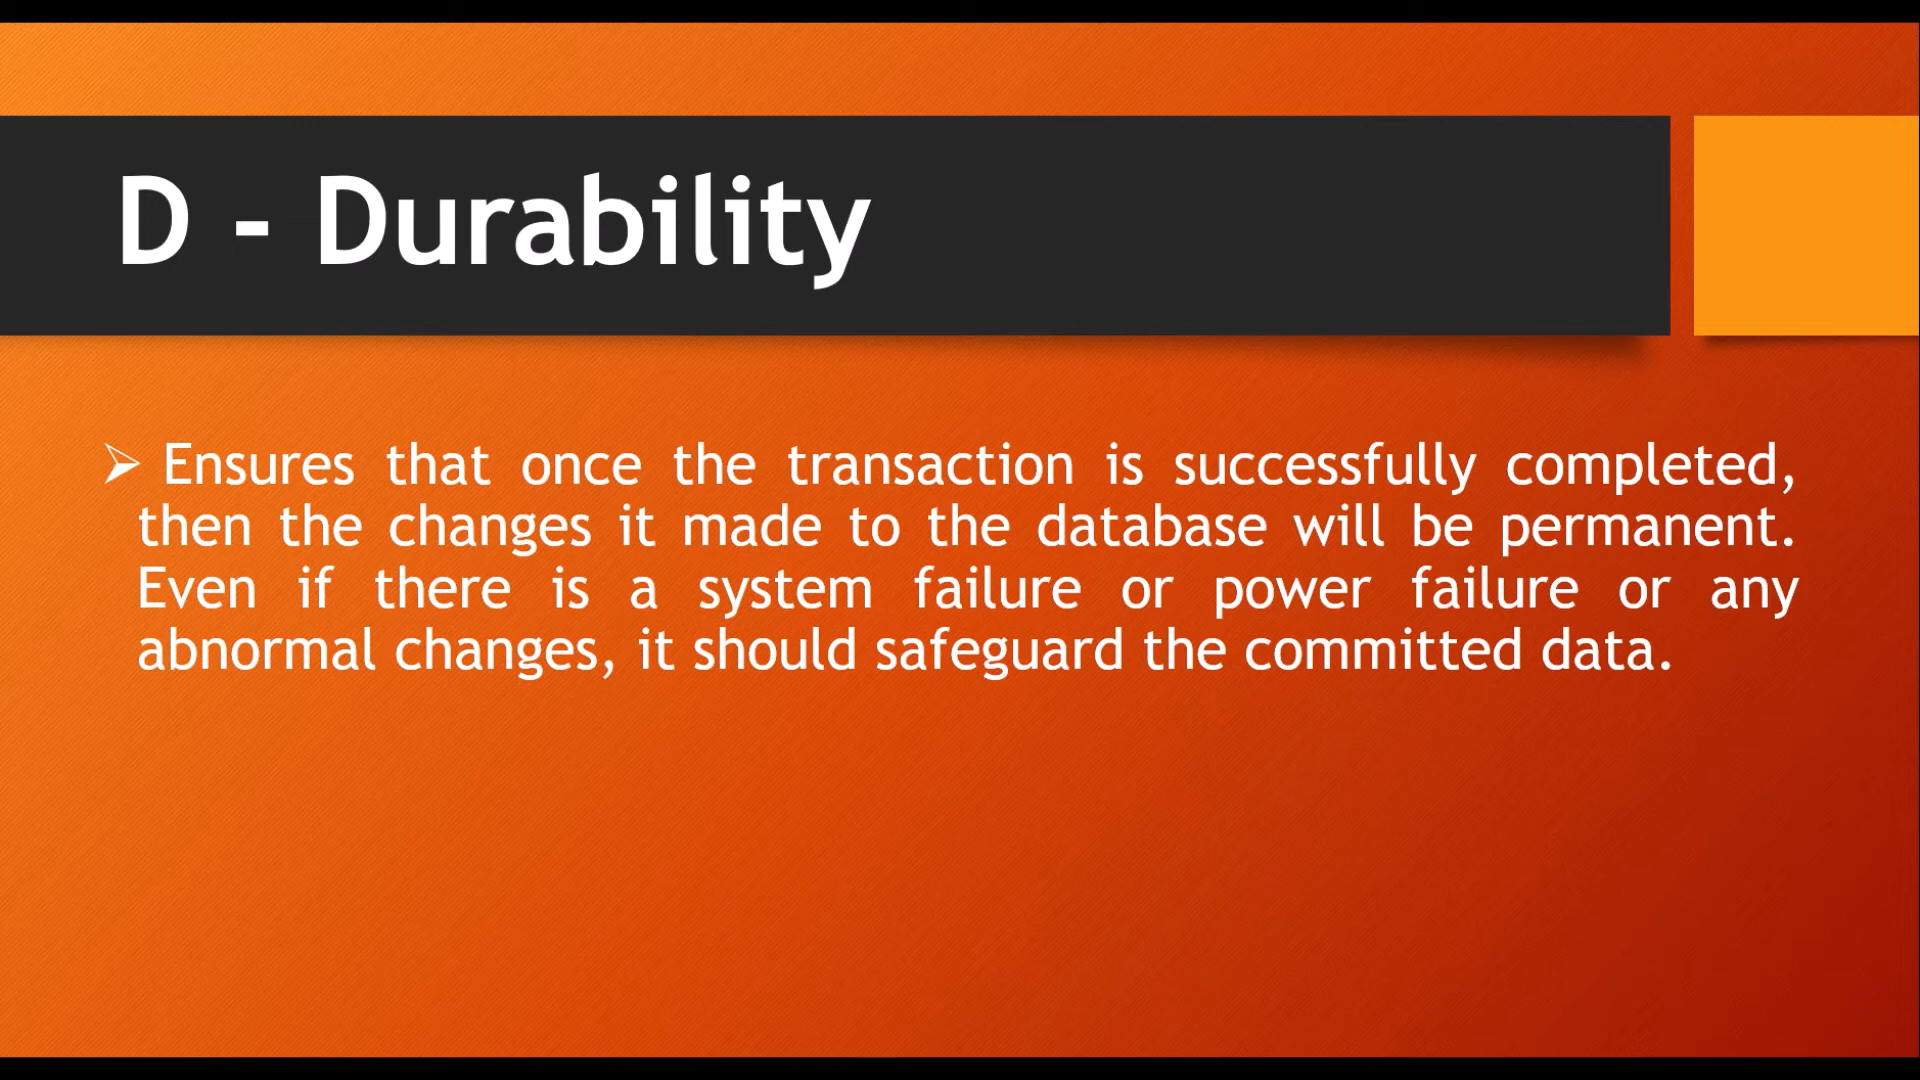 D - Durability
Ensures that once the transaction is successfully completed,
then the changes it made to the database will be permanent.
Even if there is a system failure or power failure or any
abnormal changes, it should safeguard the committed data.